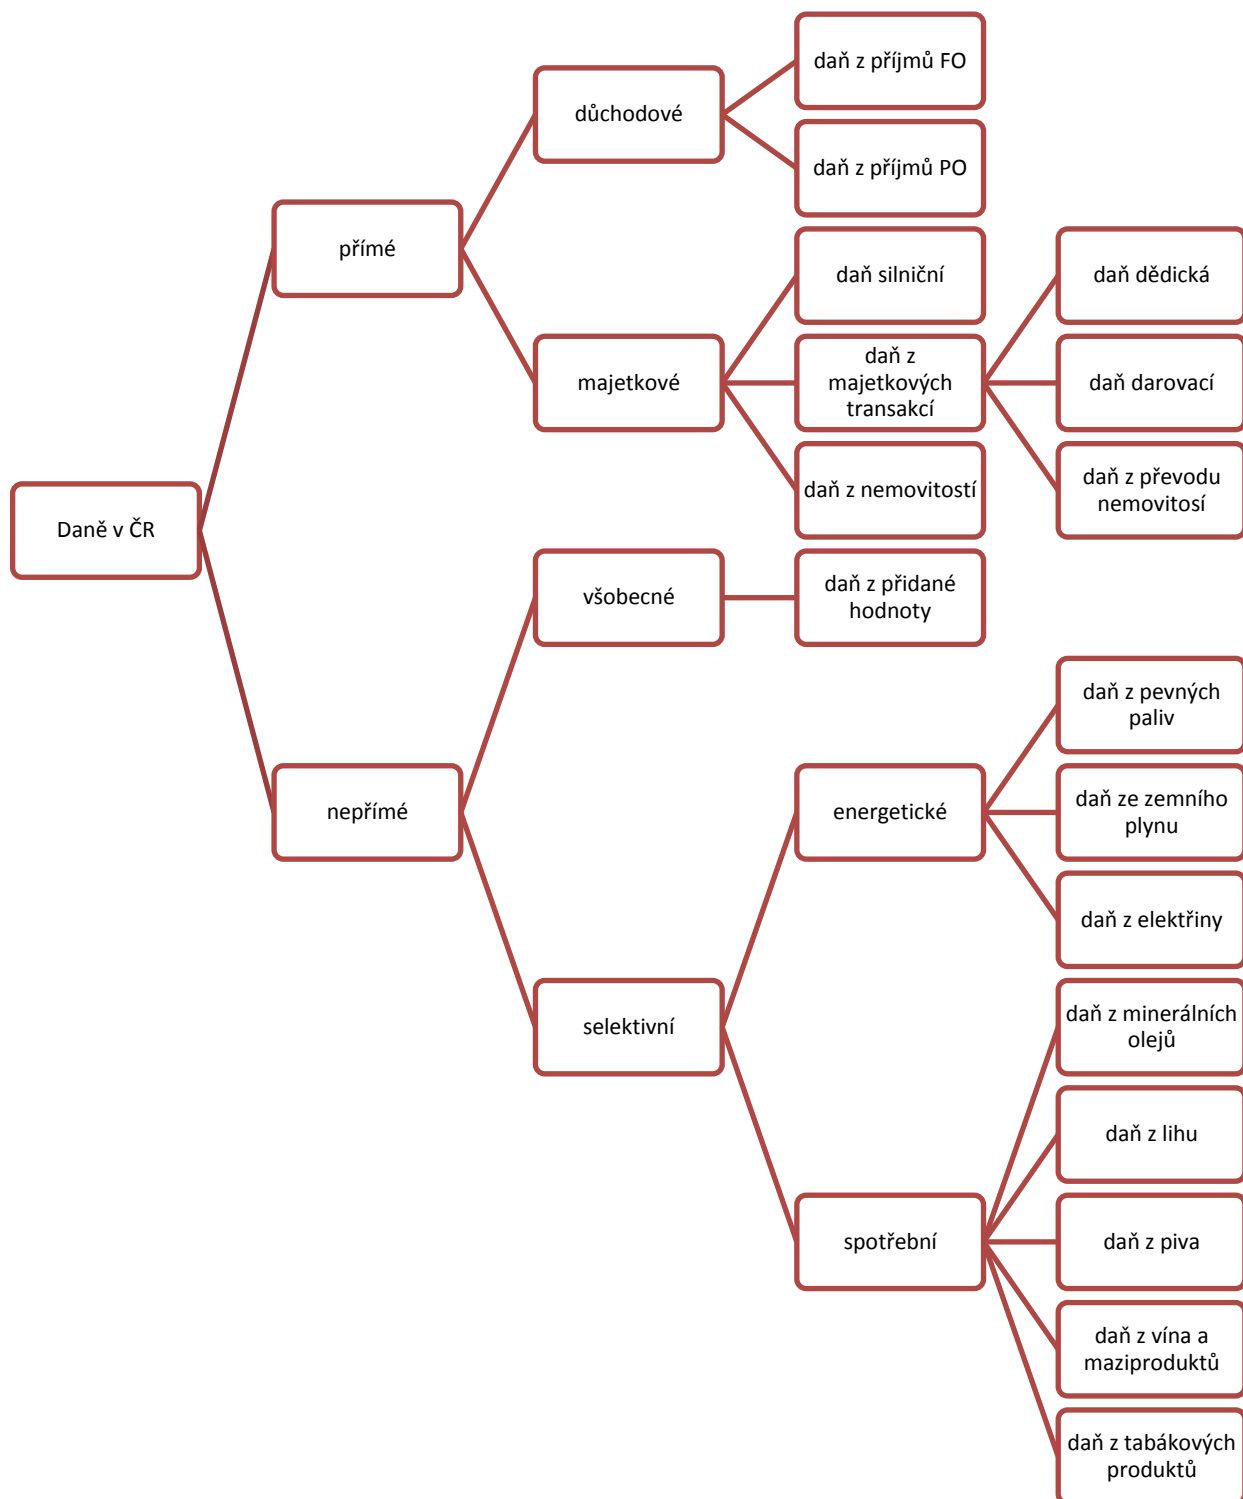 Daně v ČR
přímé
důchodové
daň z příjmů FO
daň z příjmů PO
majetkové
daň silniční
daň z
majetkových
transakcí
daň dědická
daň darovací
daň z převodu
nemovitosí
daň z nemovitostí
nepřímé
všobecné
daň z přidané
hodnoty
selektivní
energetické
daň z pevných
paliv
daň ze zemního
plynu
daň z elektřiny
spotřební
daň z minerálních
olejů
daň z lihu
daň z piva
daň z vína a
maziproduktů
daň z tabákových
produktů